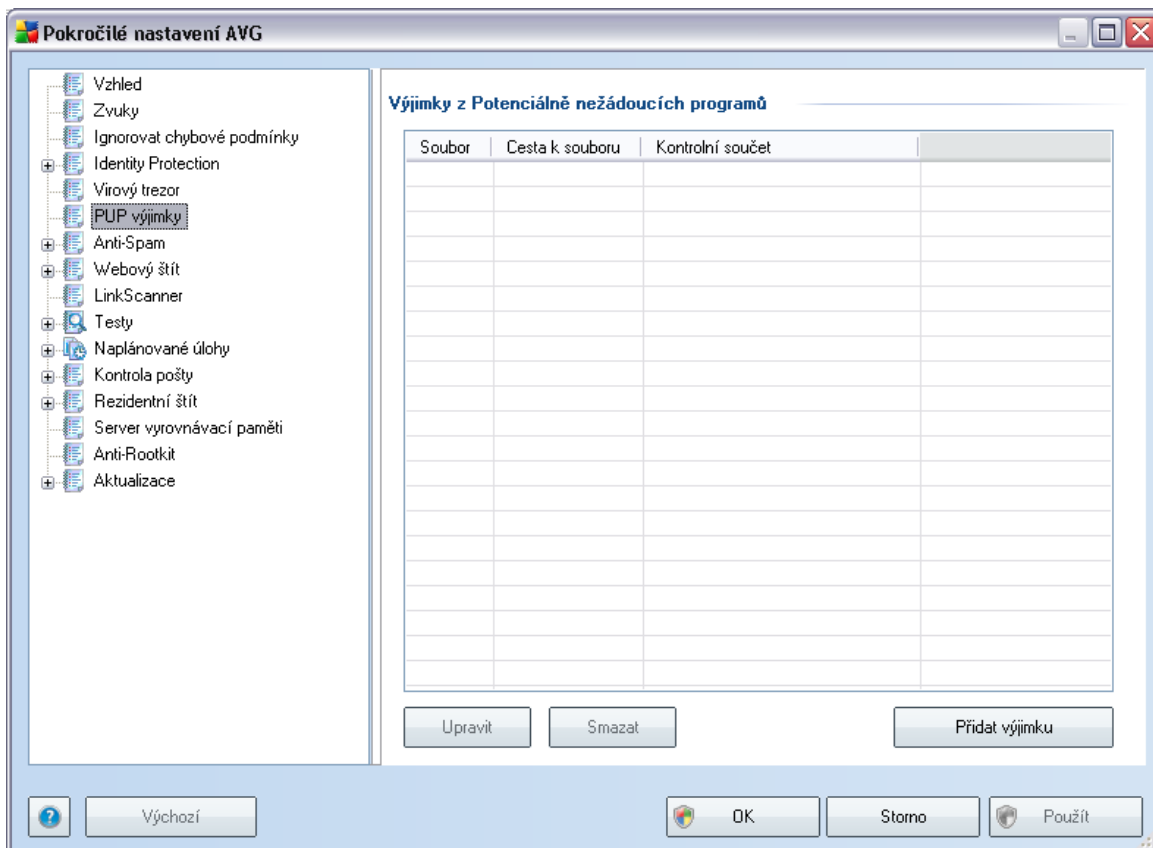 Pokročilé nastavení AVG
Vzhled
Zvuky
Ignorovat chybové podmínky
Identity Protection
Virový trezor
PUP výjimky
Anti-Spam
Webový štít
LinkScanner
Testy
Naplánované úlohy
Kontrola pošty
Rezidentní štít
Server vyrovnávací paměti
Anti-Rootkit
Aktualizace
Výjimky z Potenciálně nežádoucích programů
Soubor Cesta k souboru Kontrolní součet
Upravit Smazat Přidat výjimku
Výchozí OK Storno Použít